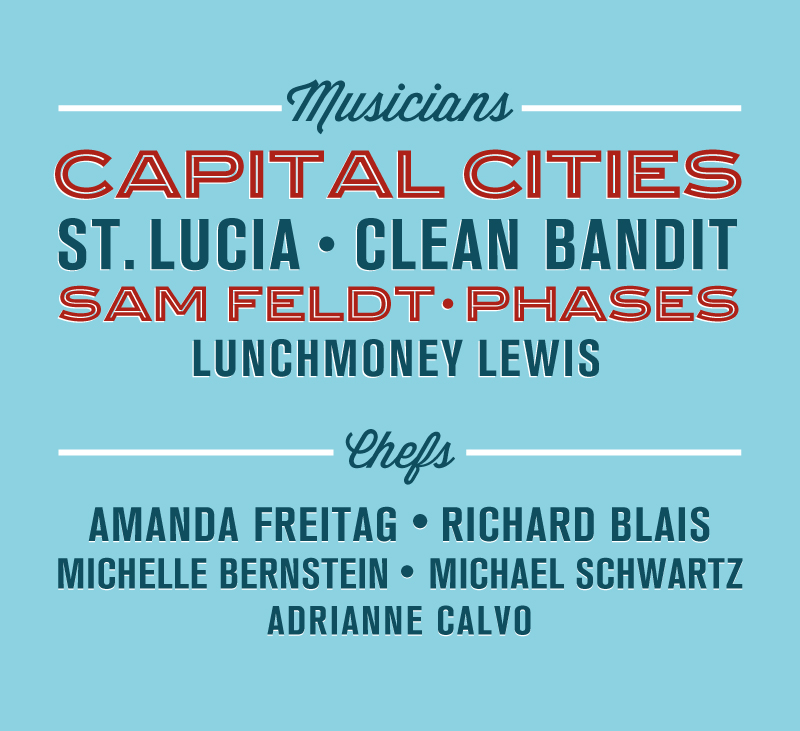 Musicians
CAPITAL CITIES
ST. LUCIA • CLEAN BANDIT
SAM FELDT • PHASES
LUNCHMONEY LEWIS
Chefs
AMANDA FREITAG • RICHARD BLAIS
MICHELLE BERNSTEIN • MICHAEL SCHWARTZ
ADRIANNE CALVO